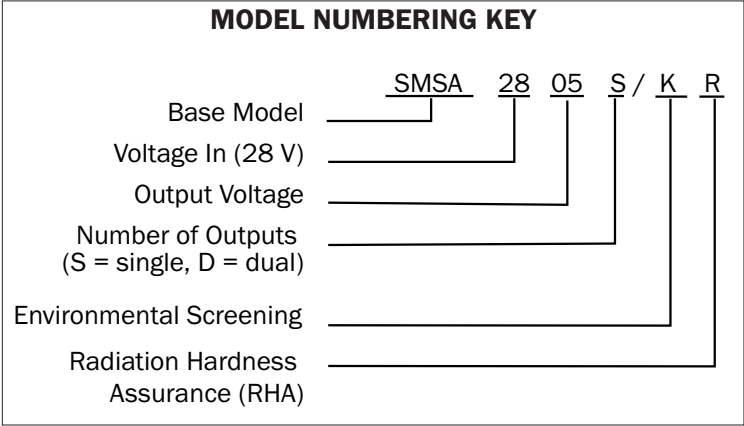 MODEL NUMBERING KEY
SMSA 28 05 S / K R
Base Model
Voltage In (28 V)
Output Voltage
Number of Outputs
(S = single, D = dual)
Environmental Screening
Radiation Hardness
Assurance (RHA)